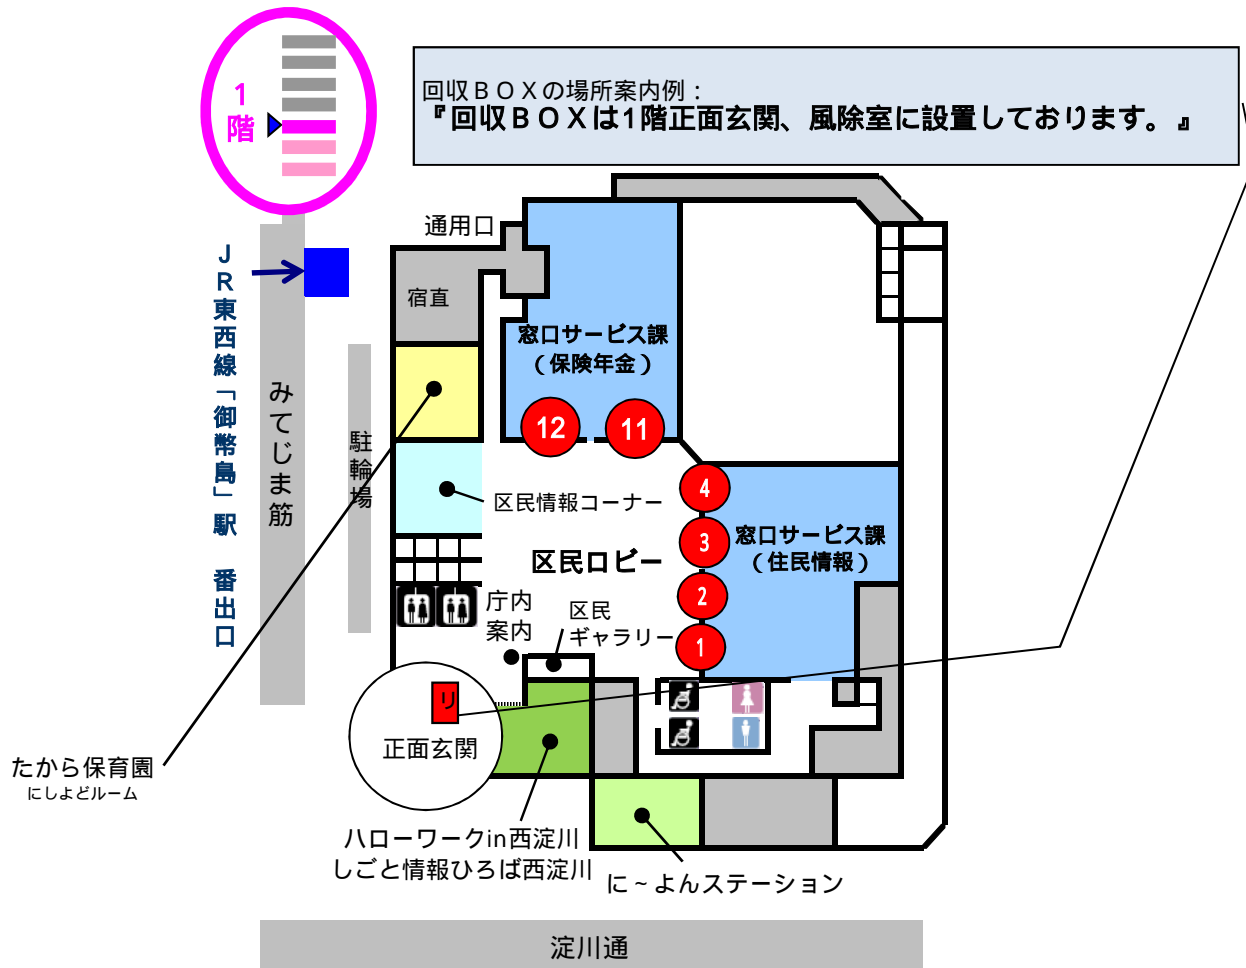 1
階
回収ＢＯＸの場所案内例：
『回収ＢＯＸは1階正面玄関、風除室に設置しております。』
通用口
ＪＲ東西線「御幣島」駅　番出口
宿直
窓口サービス課
（保険年金）
12
11
みてじま筋
駐輪場
区民情報コーナー
4
3
窓口サービス課
（住民情報）
区民ロビー
2
1
庁内
案内
区民
ギャラリー
リ
正面玄関
たから保育園
にしよどルーム
ハローワークin西淀川
しごと情報ひろば西淀川
に～よんステーション
淀川通